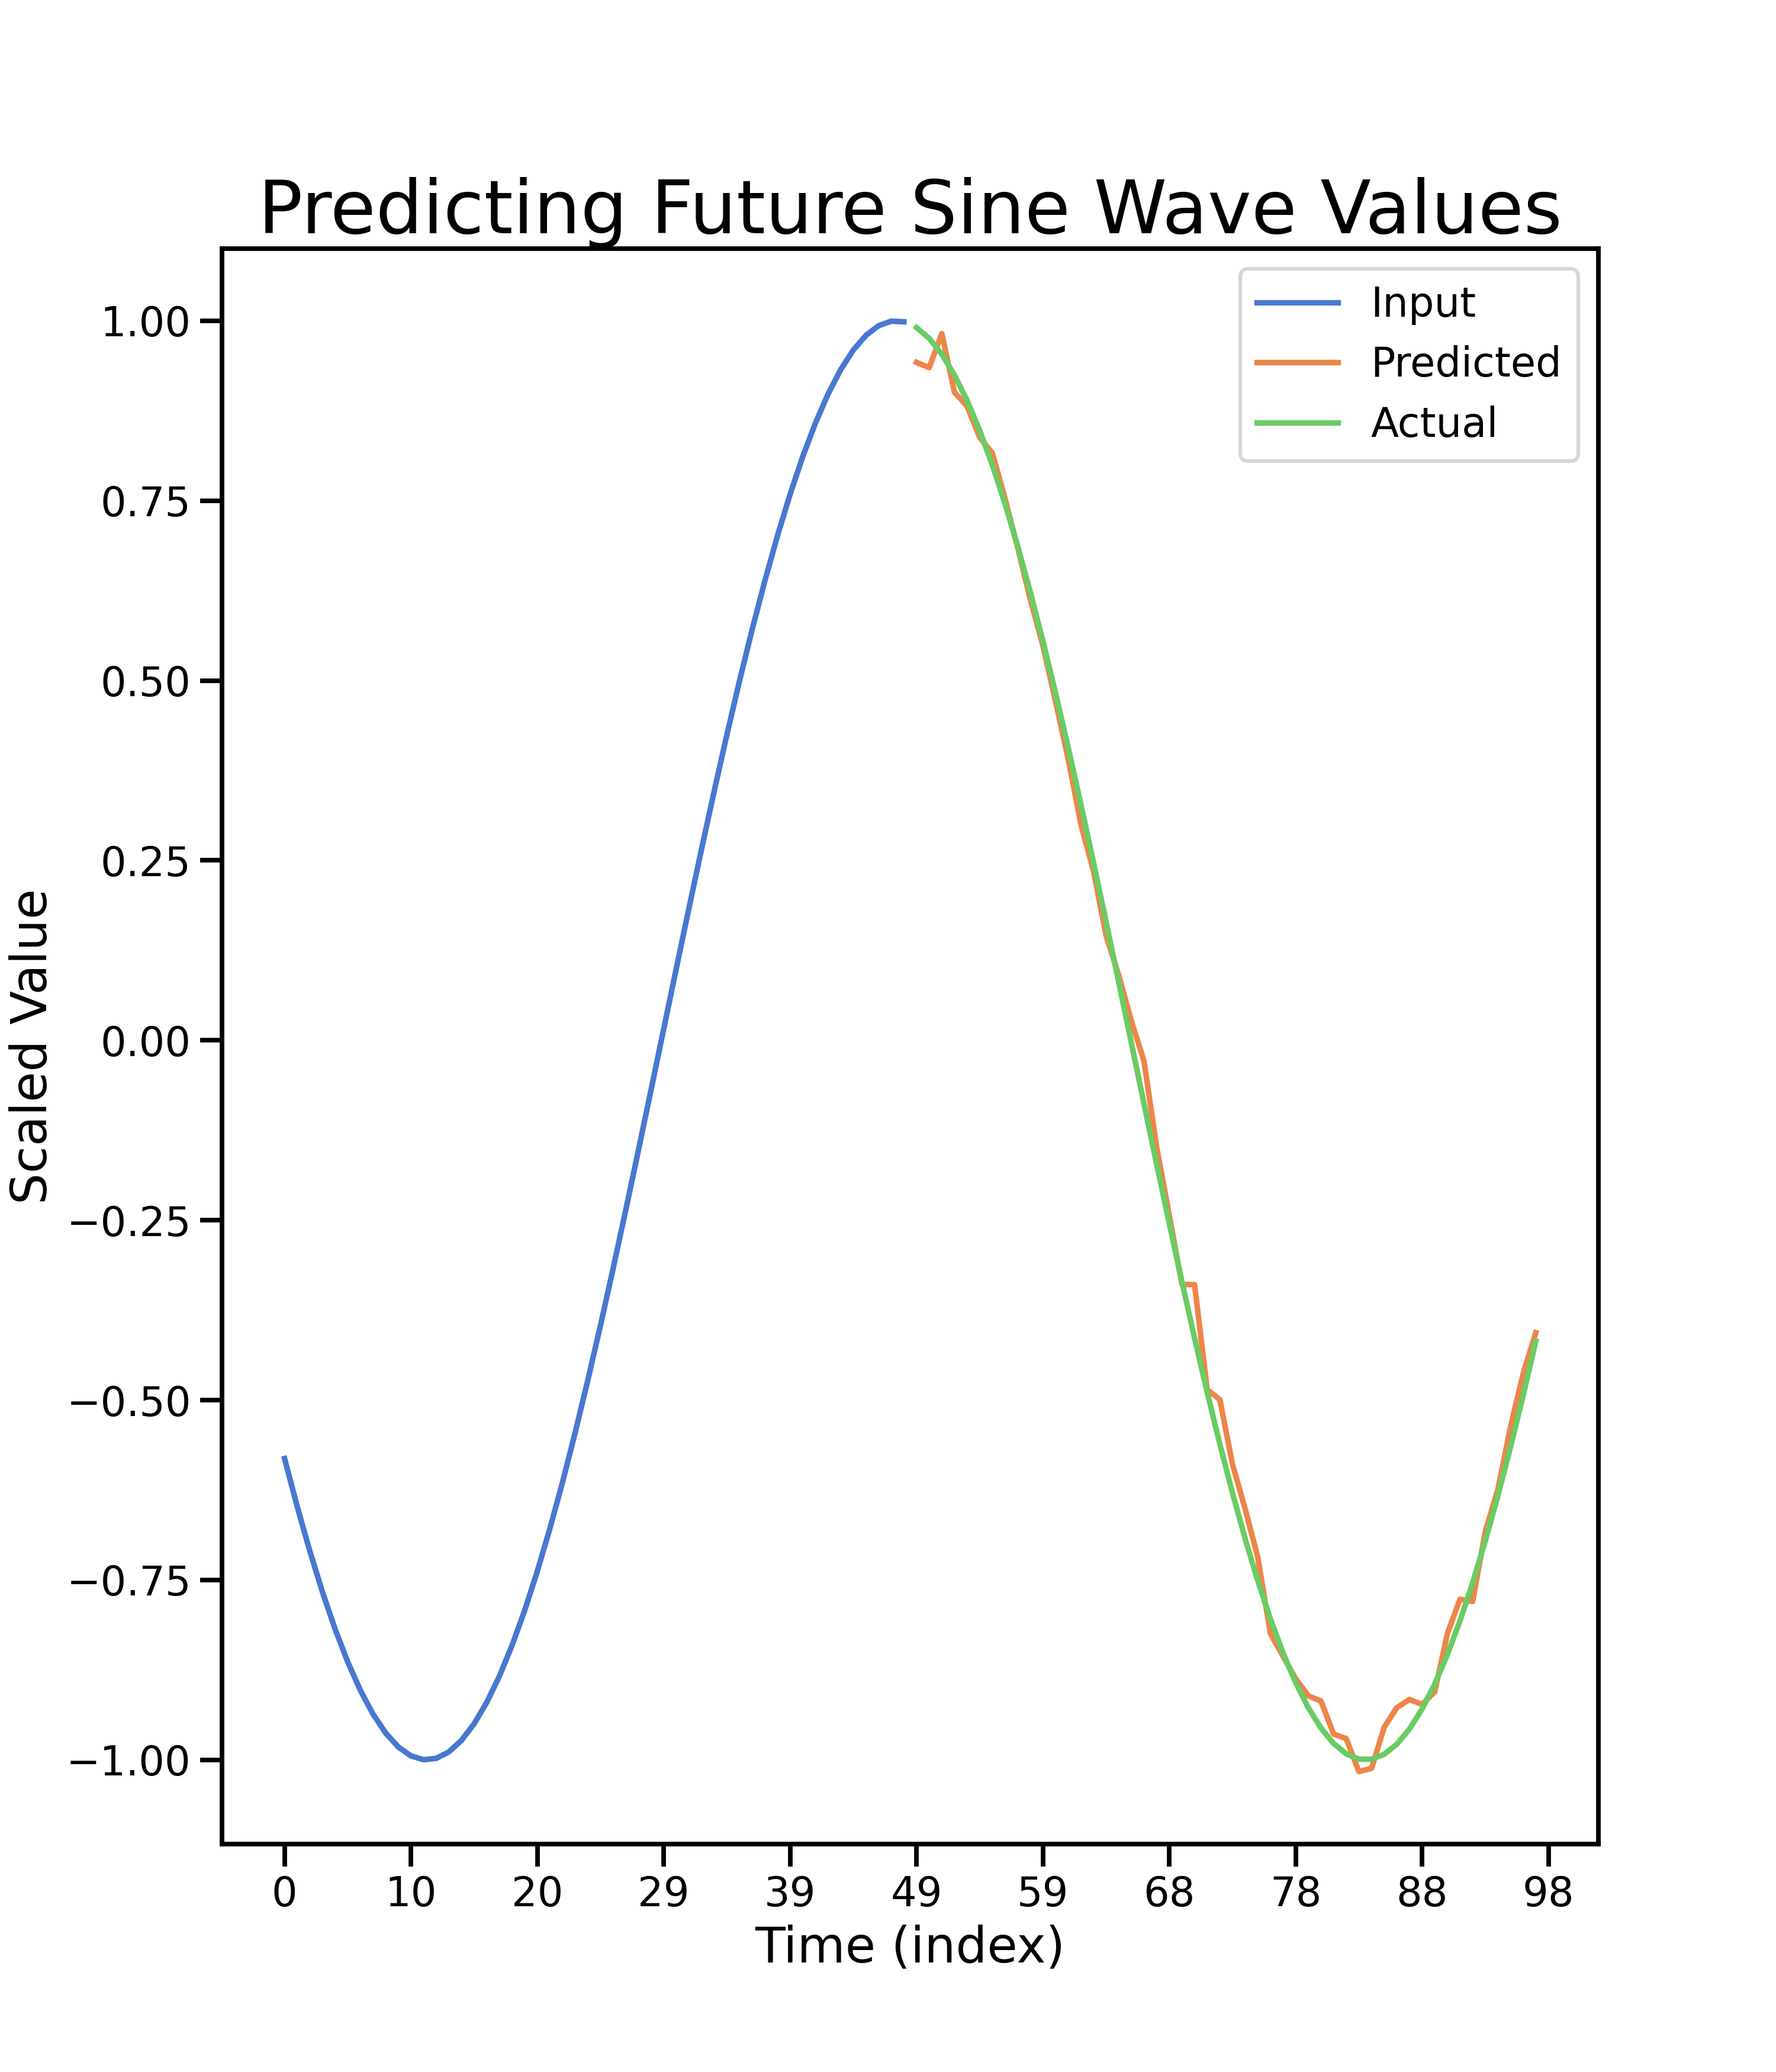 Predicting Future Sine Wave Values
Input
Predicted
Actual
1.00
0.75
0.50
0.25
0.00
−0.25
−0.50
−0.75
−1.00
Scaled Value
0 10 20 29 39 49 59 68 78 88 98
Time (index)